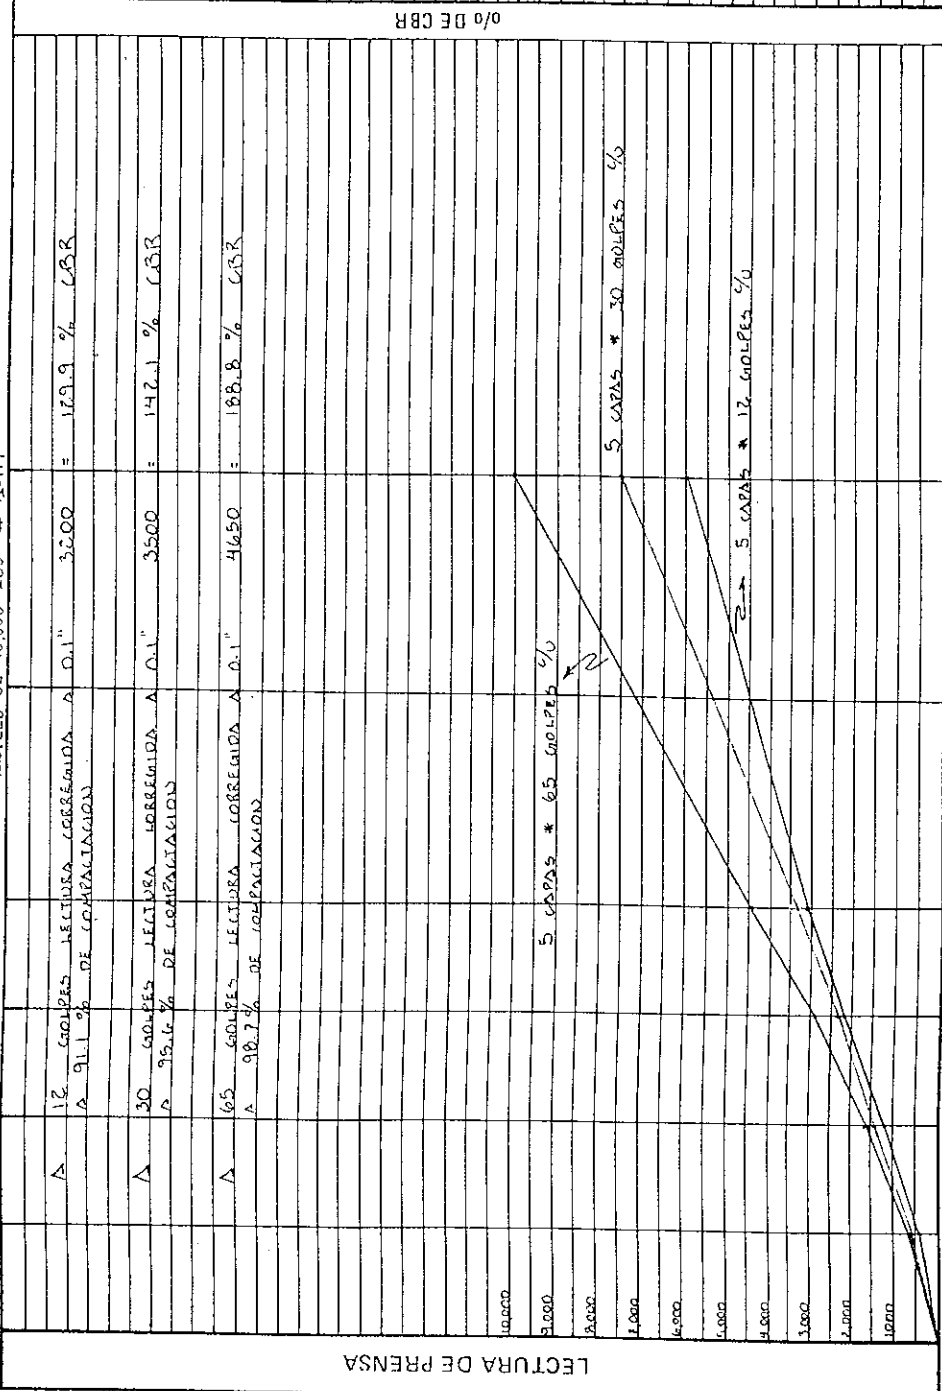 o/o DE CBR
A 12 GOLPES LECTURA CORREGIDA A 0.1" 3200 = 129.9 % CBR
A 91.1 % DE COMPACTACION
A 30 GOLPES LECTURA CORREGIDA A 0.1" 3500 = 142.1 % CBR
A 95.6 % DE COMPACTACION
A 65 GOLPES LECTURA CORREGIDA A 0.1" 4650 = 188.8 % CBR
A 98.7 % DE COMPACTACION
5 CAPAS * 65 GOLPES %
5 CAPAS * 30 GOLPES %
5 CAPAS * 12 GOLPES %
10,000
9,000
8,000
7,000
6,000
5,000
4,000
3,000
2,000
1,000
LECTURA DE PRENSA